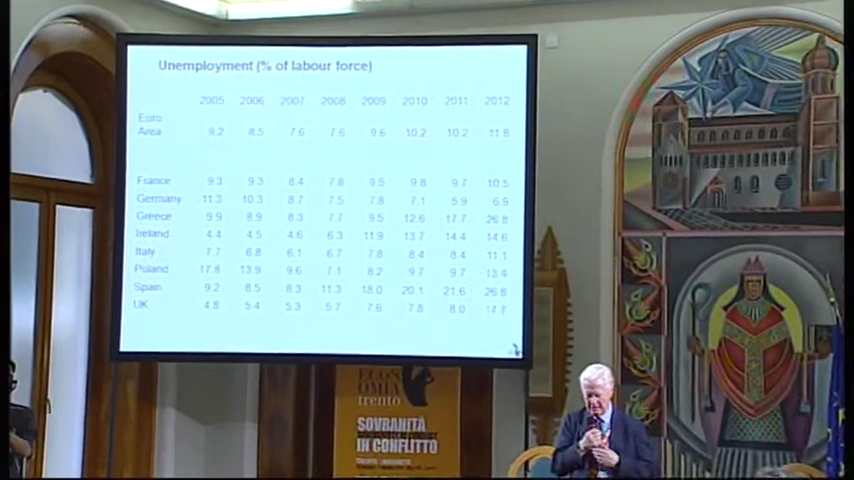 Unemployment (% of labour force)
2005 2006 2007 2008 2009 2010 2011 2012
Euro
Area 9.2 8.5 7.6 7.6 9.6 10.2 10.2 11.8
France 9.3 9.3 8.4 7.8 9.5 9.8 9.7 10.5
Germany 11.3 10.3 8.7 7.5 7.8 7.1 5.9 6.9
Greece 9.9 8.9 8.3 7.7 9.5 12.6 17.7 26.8
Ireland 4.4 4.5 4.6 6.3 11.9 13.7 14.4 14.6
Italy 7.7 6.8 6.1 6.7 7.8 8.4 8.4 11.1
Poland 17.8 13.9 9.6 7.1 8.2 9.7 9.7
Spain 9.2 8.5 8.3 11.3 18.0 20.1 21.6 26.6
UK 4.8 5.4 5.3 5.7 7.6 7.8 8.0
ECON
OMIA
trento
SOVRANITÀ
IN CONFLITTO